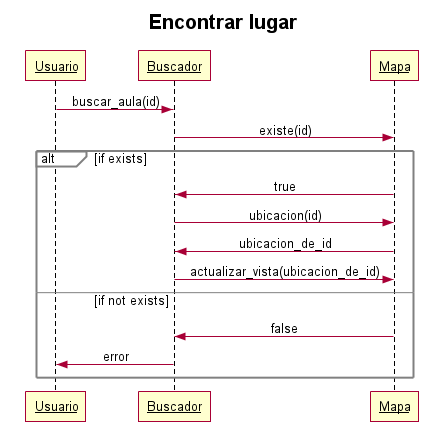 Encontrar lugar
Usuario Buscador Mapa
buscar_aula(id)
existe(id)
alt [if exists]
true
ubicacion(id)
ubicacion_de_id
actualizar_vista(ubicacion_de_id)
[if not exists]
false
error
Usuario Buscador Mapa